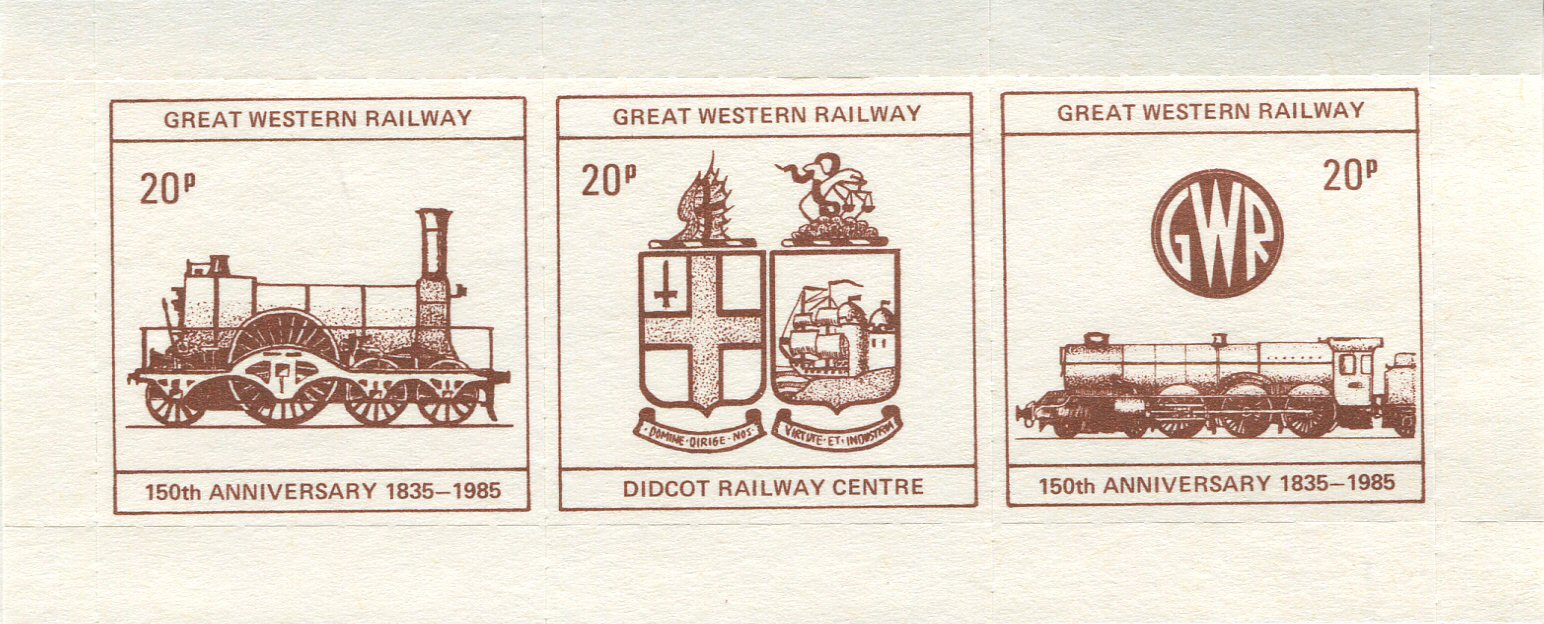 GREAT WESTERN RAILWAY
20p
150th ANNIVERSARY 1835–1985
GREAT WESTERN RAILWAY
20p
·DOMINE·DIRIGE·NOS·
VIRTUTE·ET·INDUSTRIA
DIDCOT RAILWAY CENTRE
GREAT WESTERN RAILWAY
20p
GWR
150th ANNIVERSARY 1835–1985